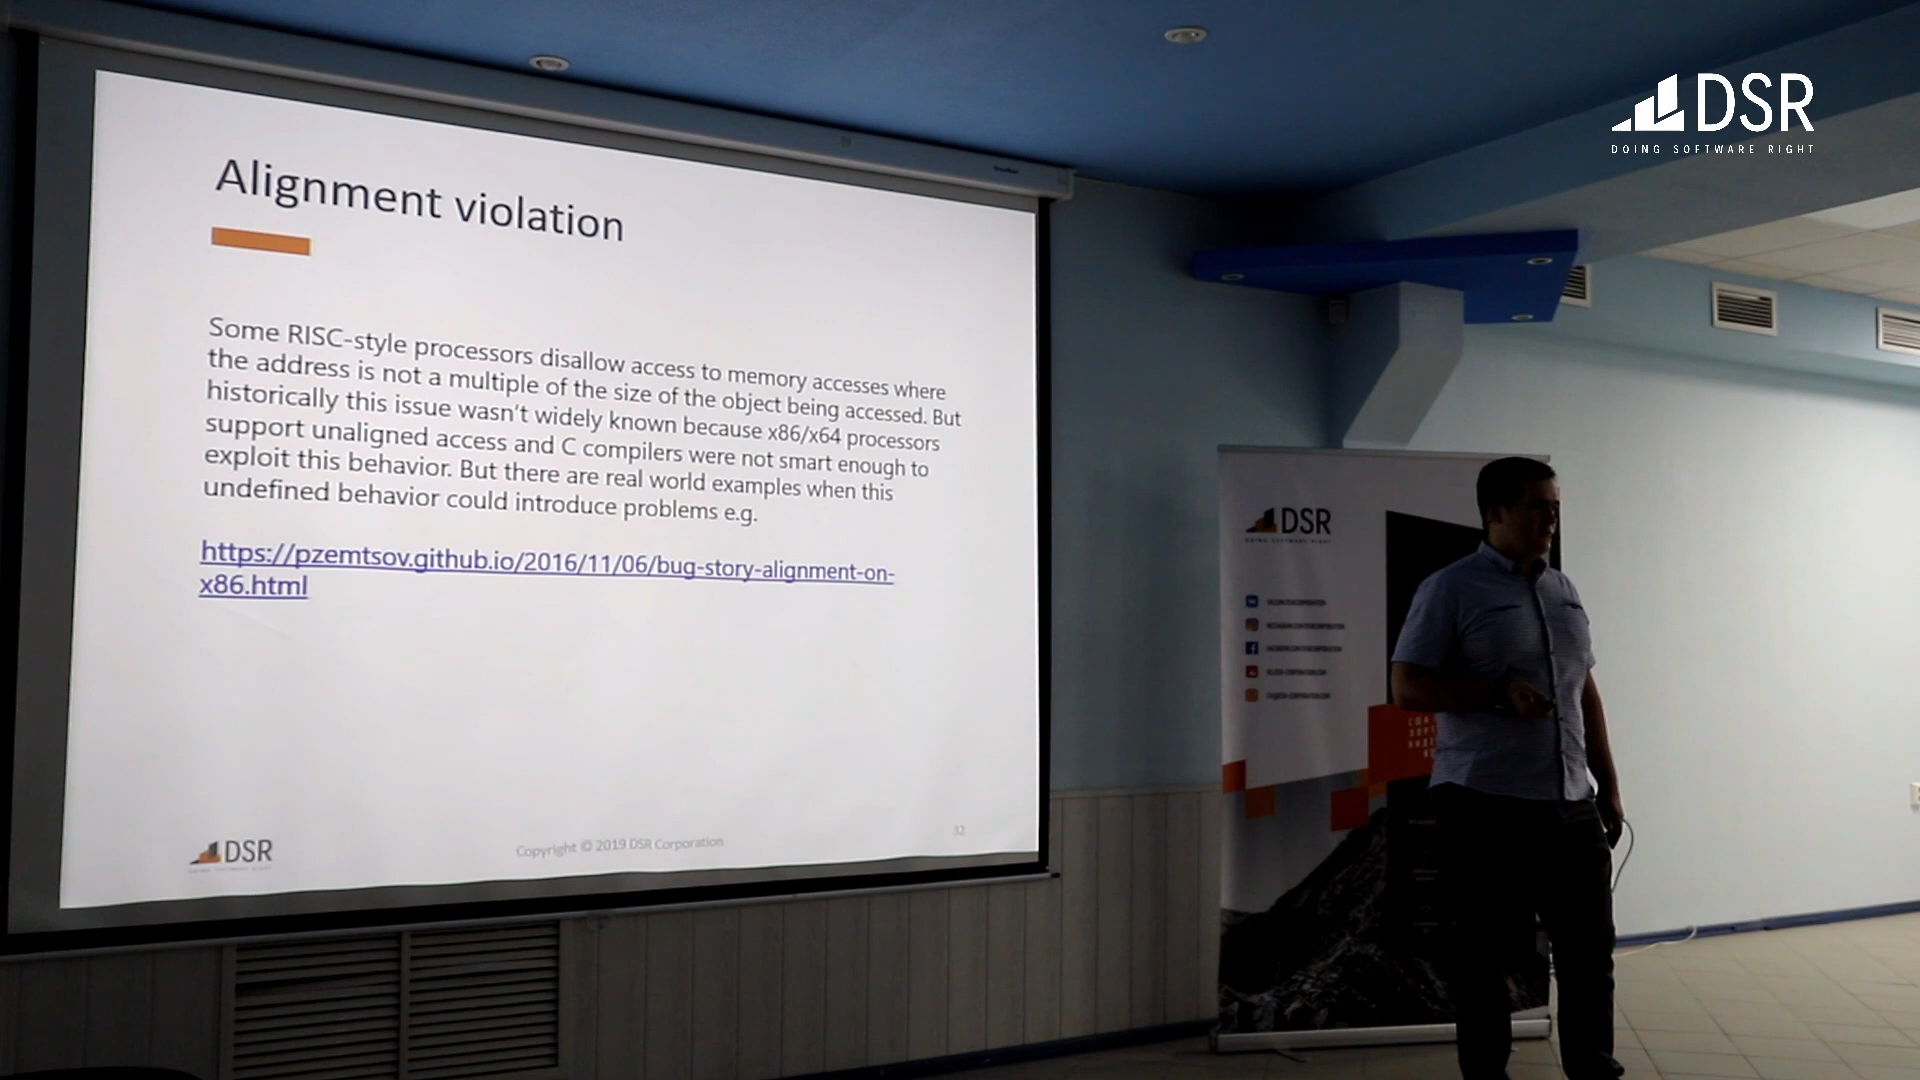 DSR
DOING SOFTWARE RIGHT
Alignment violation
Some RISC-style processors disallow access to memory accesses where
the address is not a multiple of the size of the object being accessed. But
historically this issue wasn't widely known because x86/x64 processors
support unaligned access and C compilers were not smart enough to
exploit this behavior. But there are real world examples when this
undefined behavior could introduce problems e.g.
https://pzemtsov.github.io/2016/11/06/bug-story-alignment-on-
x86.html
DSR
Copyright © 2019 DSR Corporation
32
DSR